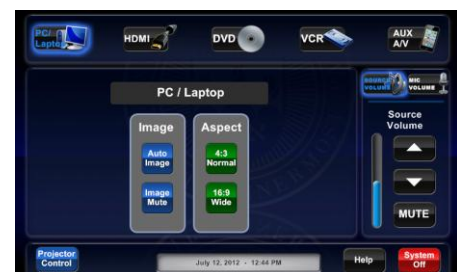 PC/
Laptop
HDMI
DVD
VCR
AUX
A/V
PC / Laptop
SOURCE
VOLUME
MIC
VOLUME
Image
Aspect
Source
Volume
Auto
Image
4:3
Normal
Image
Mute
16:9
Wide
MUTE
Projector
Control
July 12, 2012 - 12:44 PM
Help
System
Off